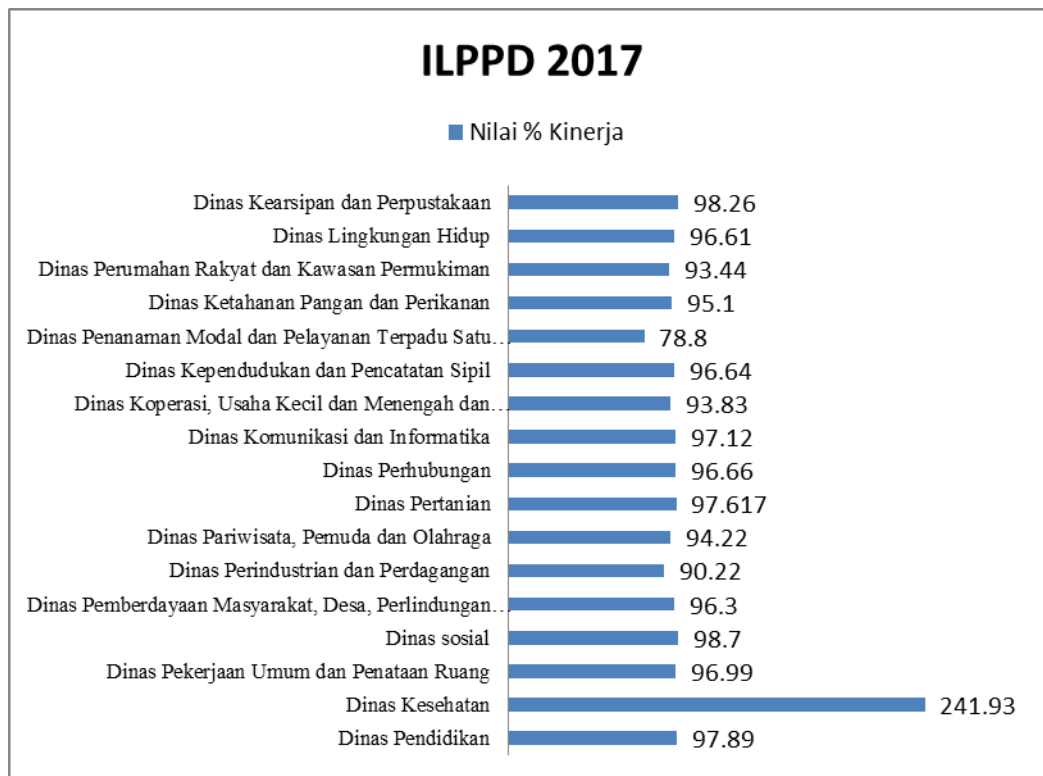 ILPPD 2017
Nilai % Kinerja
Dinas Kearsipan dan Perpustakaan 98.26
Dinas Lingkungan Hidup 96.61
Dinas Perumahan Rakyat dan Kawasan Permukiman 93.44
Dinas Ketahanan Pangan dan Perikanan 95.1
Dinas Penanaman Modal dan Pelayanan Terpadu Satu... 78.8
Dinas Kependudukan dan Pencatatan Sipil 96.64
Dinas Koperasi, Usaha Kecil dan Menengah dan... 93.83
Dinas Komunikasi dan Informatika 97.12
Dinas Perhubungan 96.66
Dinas Pertanian 97.617
Dinas Pariwisata, Pemuda dan Olahraga 94.22
Dinas Perindustrian dan Perdagangan 90.22
Dinas Pemberdayaan Masyarakat, Desa, Perlindungan... 96.3
Dinas sosial 98.7
Dinas Pekerjaan Umum dan Penataan Ruang 96.99
Dinas Kesehatan 241.93
Dinas Pendidikan 97.89